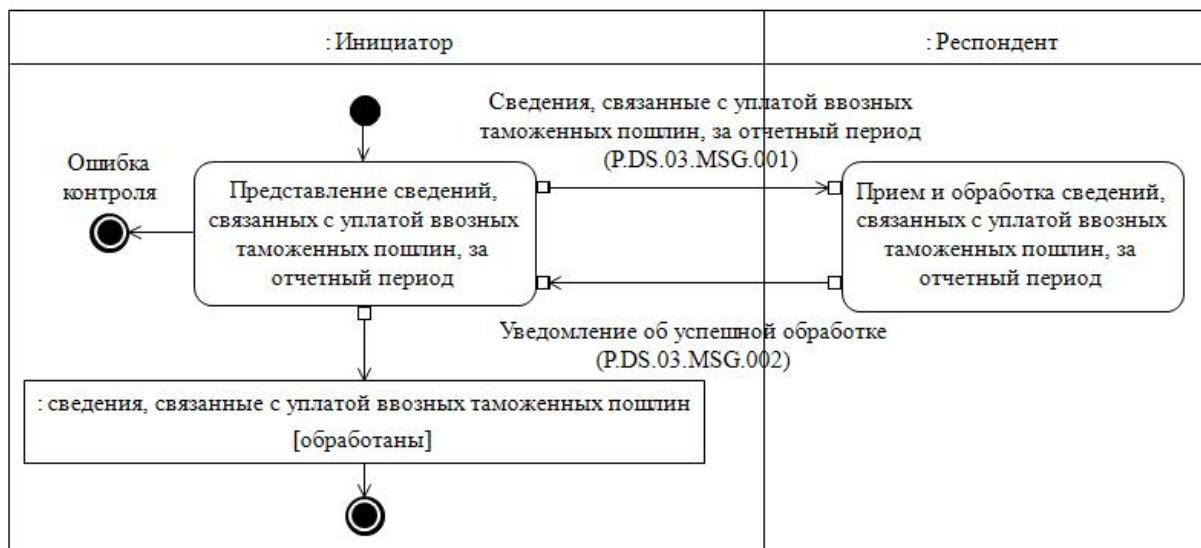 : Инициатор
: Респондент
Сведения, связанные с уплатой ввозных
таможенных пошлин, за отчетный период
(P.DS.03.MSG.001)
Ошибка
контроля
Представление сведений,
связанных с уплатой ввозных
таможенных пошлин, за
отчетный период
Прием и обработка сведений,
связанных с уплатой ввозных
таможенных пошлин, за
отчетный период
Уведомление об успешной обработке
(P.DS.03.MSG.002)
: сведения, связанные с уплатой ввозных таможенных пошлин
[обработаны]